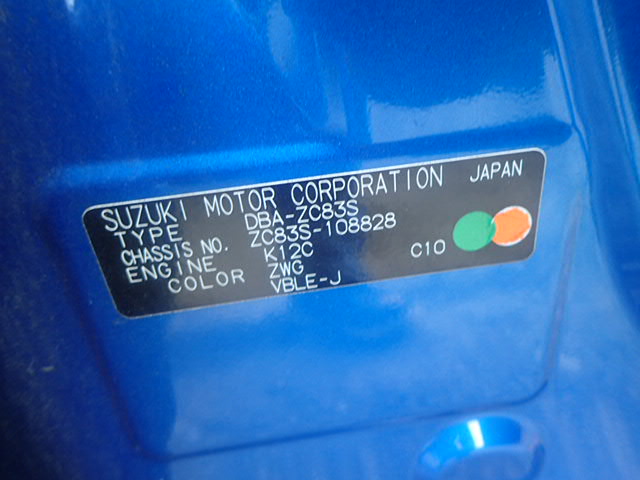 SUZUKI MOTOR CORPORATION JAPAN
TYPE DBA-ZC83S
CHASSIS NO. ZC83S-108828
ENGINE K12C
COLOR ZWG
VBLE-J C10